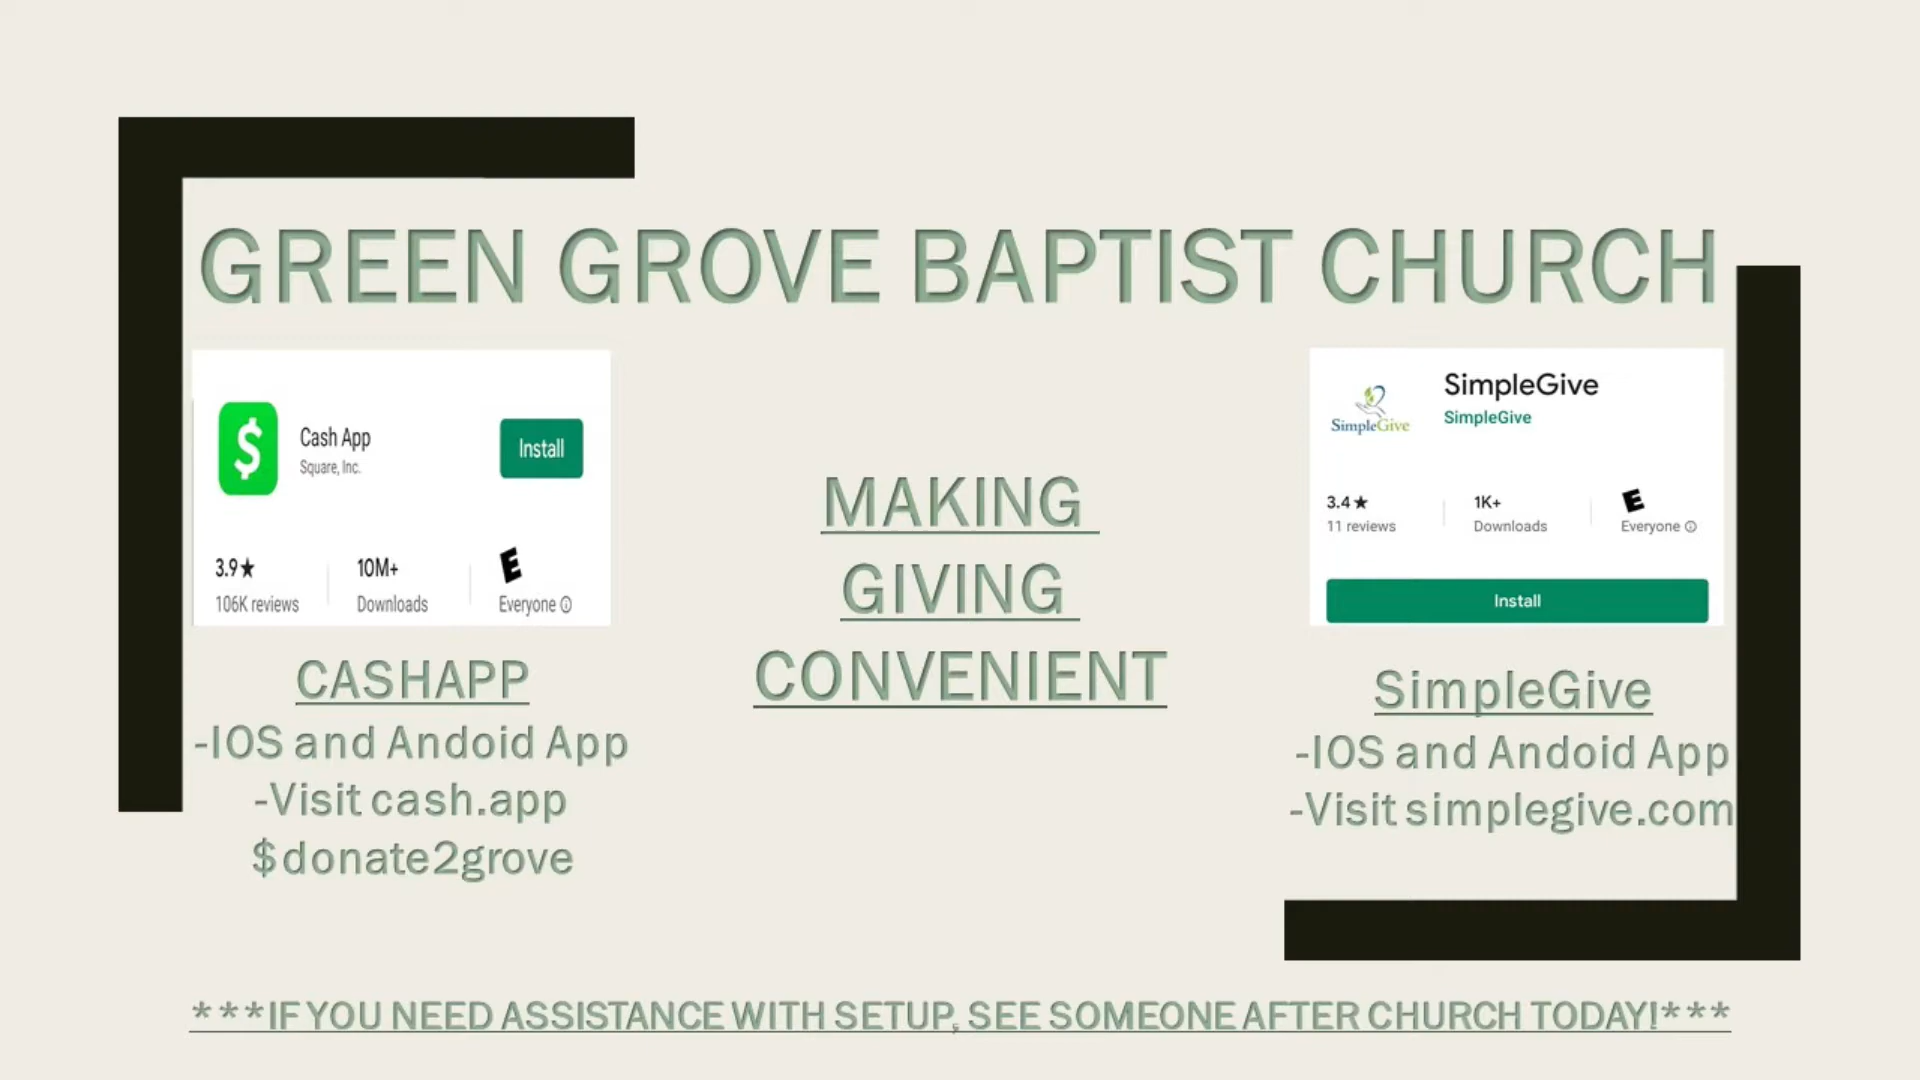 GREEN GROVE BAPTIST CHURCH
$
Cash App
Square, Inc.
Install
3.9★
106K reviews
10M+
Downloads
E
Everyone
CASHAPP
-IOS and Andoid App
-Visit cash.app
$donate2grove
MAKING
GIVING
CONVENIENT
SimpleGive
SimpleGive
SimpleGive
3.4★
11 reviews
1K+
Downloads
E
Everyone
Install
SimpleGive
-IOS and Andoid App
-Visit simplegive.com
***IF YOU NEED ASSISTANCE WITH SETUP, SEE SOMEONE AFTER CHURCH TODAY!***